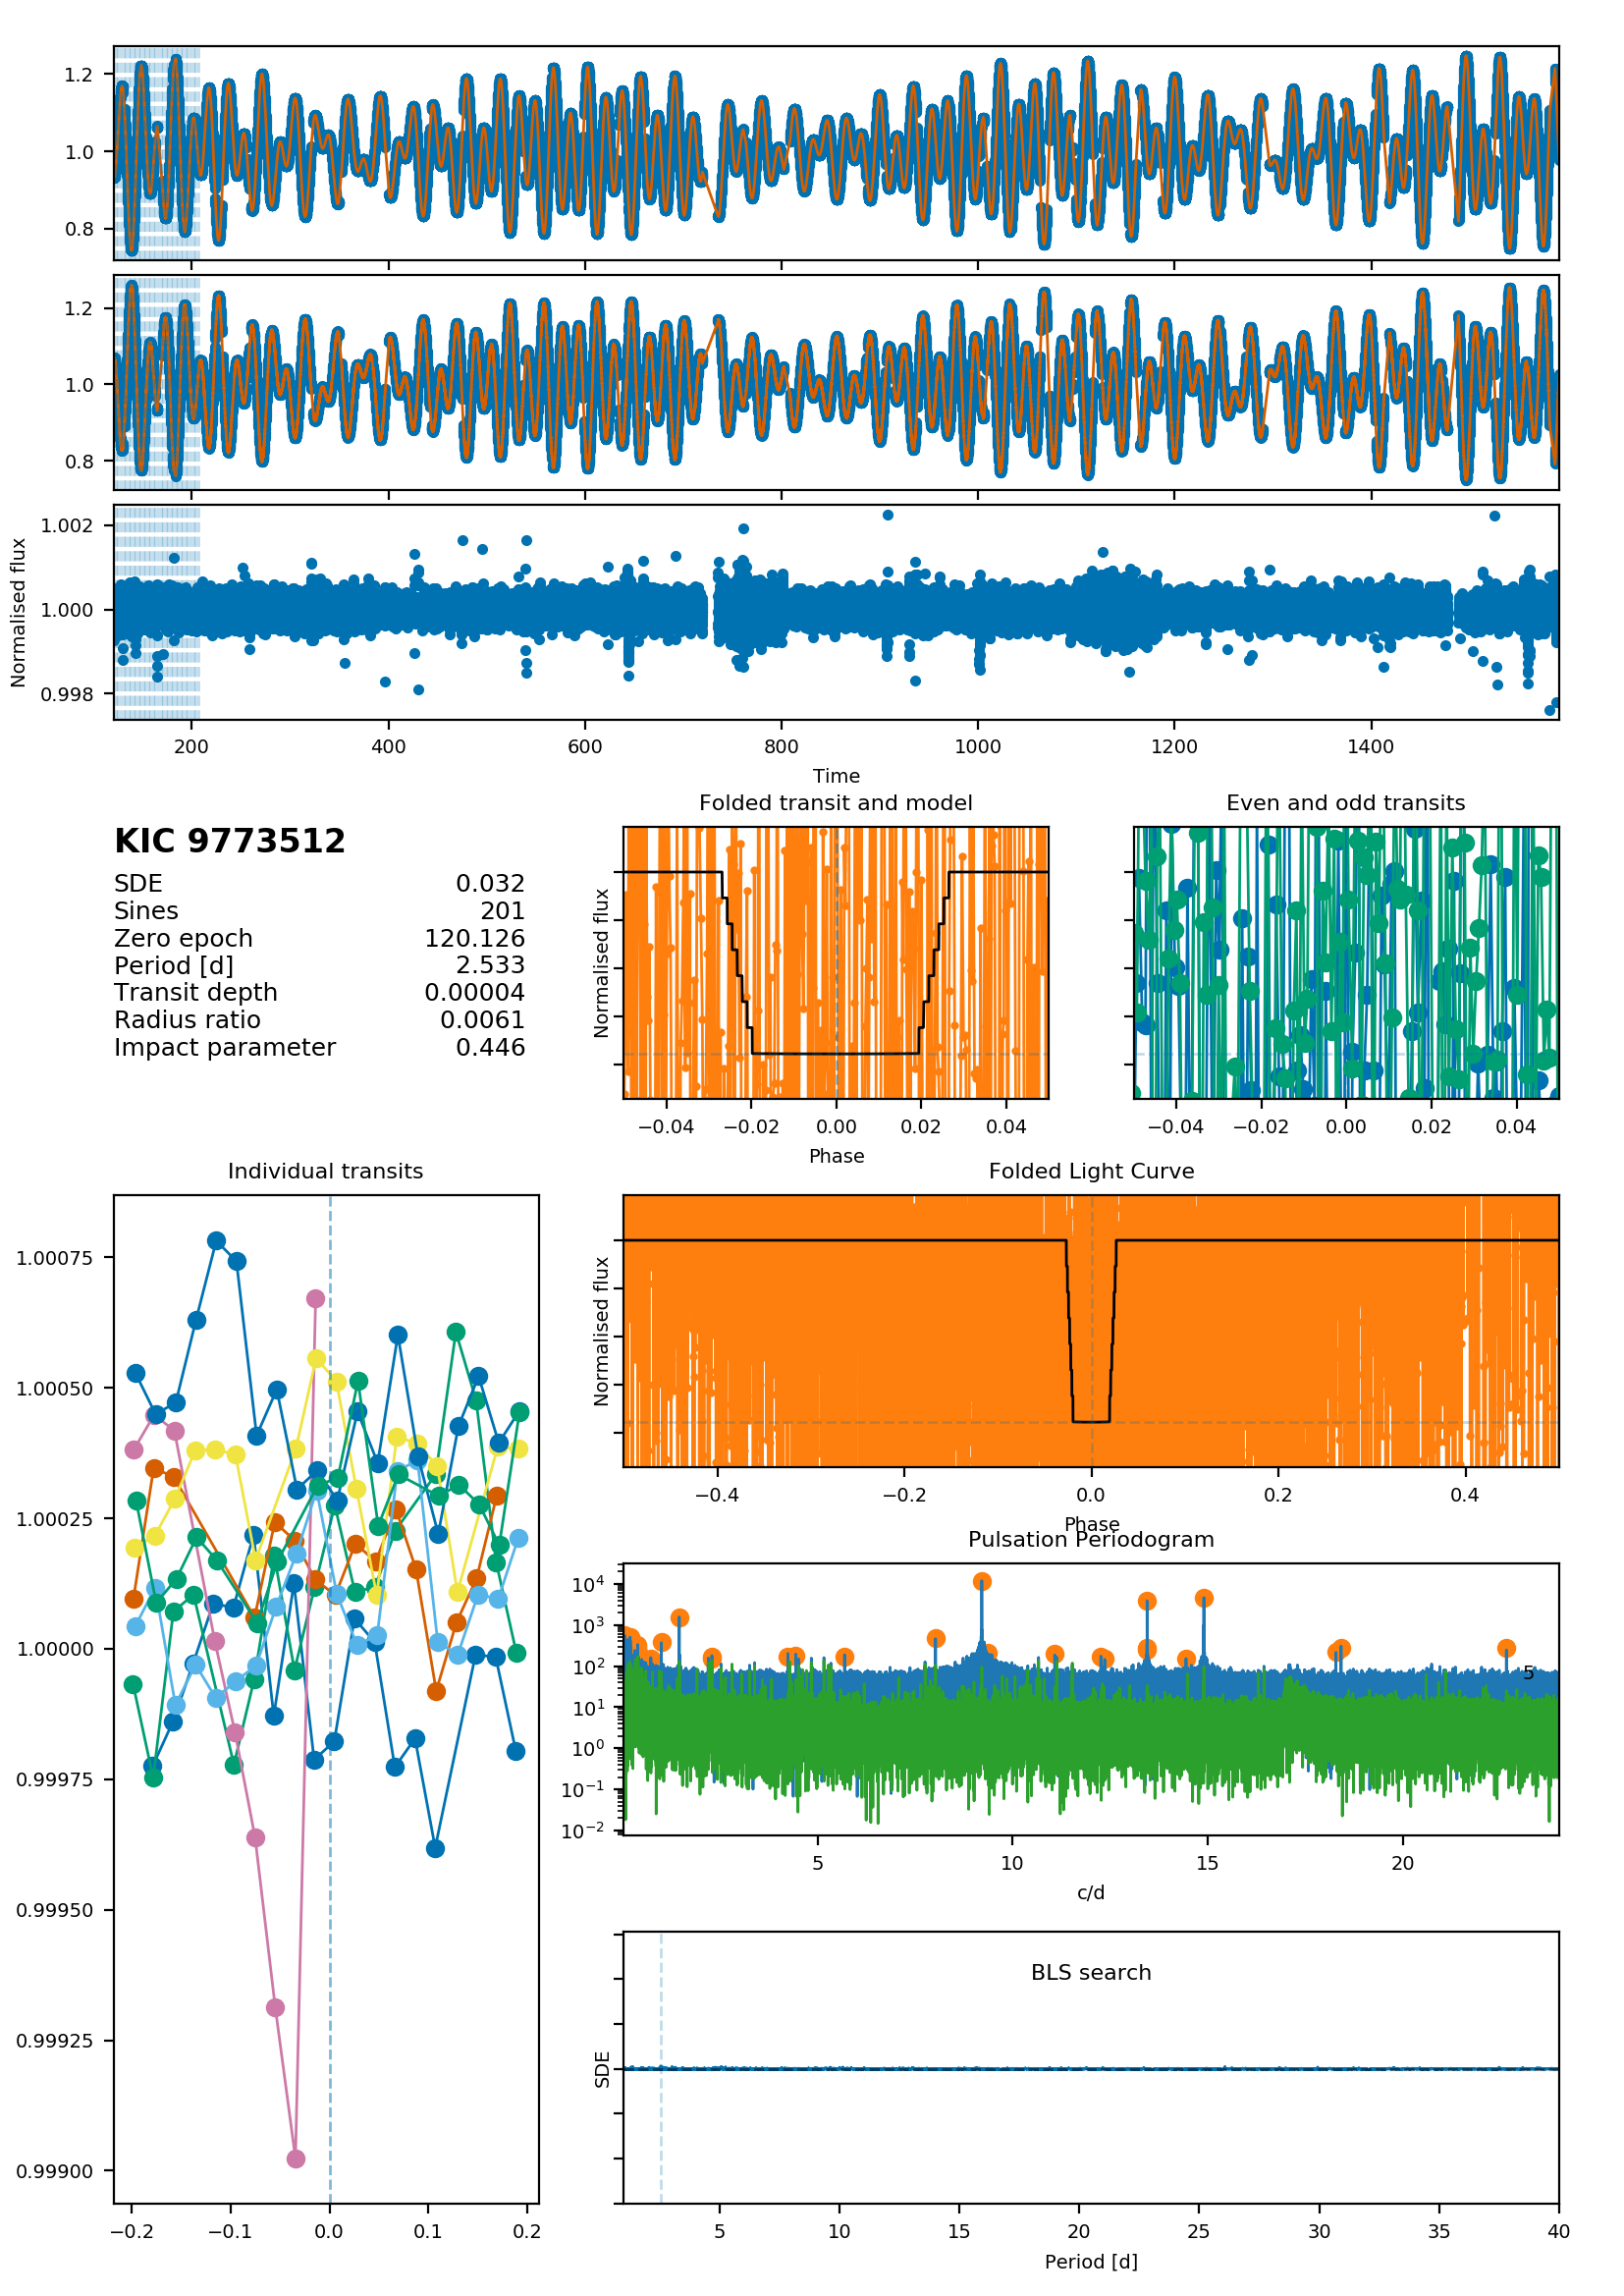 1.2
1.0
0.8
1.2
1.0
0.8
Normalised flux
1.002
1.000
0.998
200 400 600 800 1000 1200 1400
Time
KIC 9773512
SDE 0.032
Sines 201
Zero epoch 120.126
Period [d] 2.533
Transit depth 0.00004
Radius ratio 0.0061
Impact parameter 0.446
Folded transit and model
Normalised flux
−0.04 −0.02 0.00 0.02 0.04
Phase
Even and odd transits
−0.04 −0.02 0.00 0.02 0.04
Individual transits
1.00075
1.00050
1.00025
1.00000
0.99975
0.99950
0.99925
0.99900
−0.2 −0.1 0.0 0.1 0.2
Folded Light Curve
Normalised flux
−0.4 −0.2 0.0 0.2 0.4
Phase
Pulsation Periodogram
10⁴
10³
10²
10¹
10⁰
10⁻¹
10⁻²
5
5 10 15 20
c/d
BLS search
SDE
5 10 15 20 25 30 35 40
Period [d]